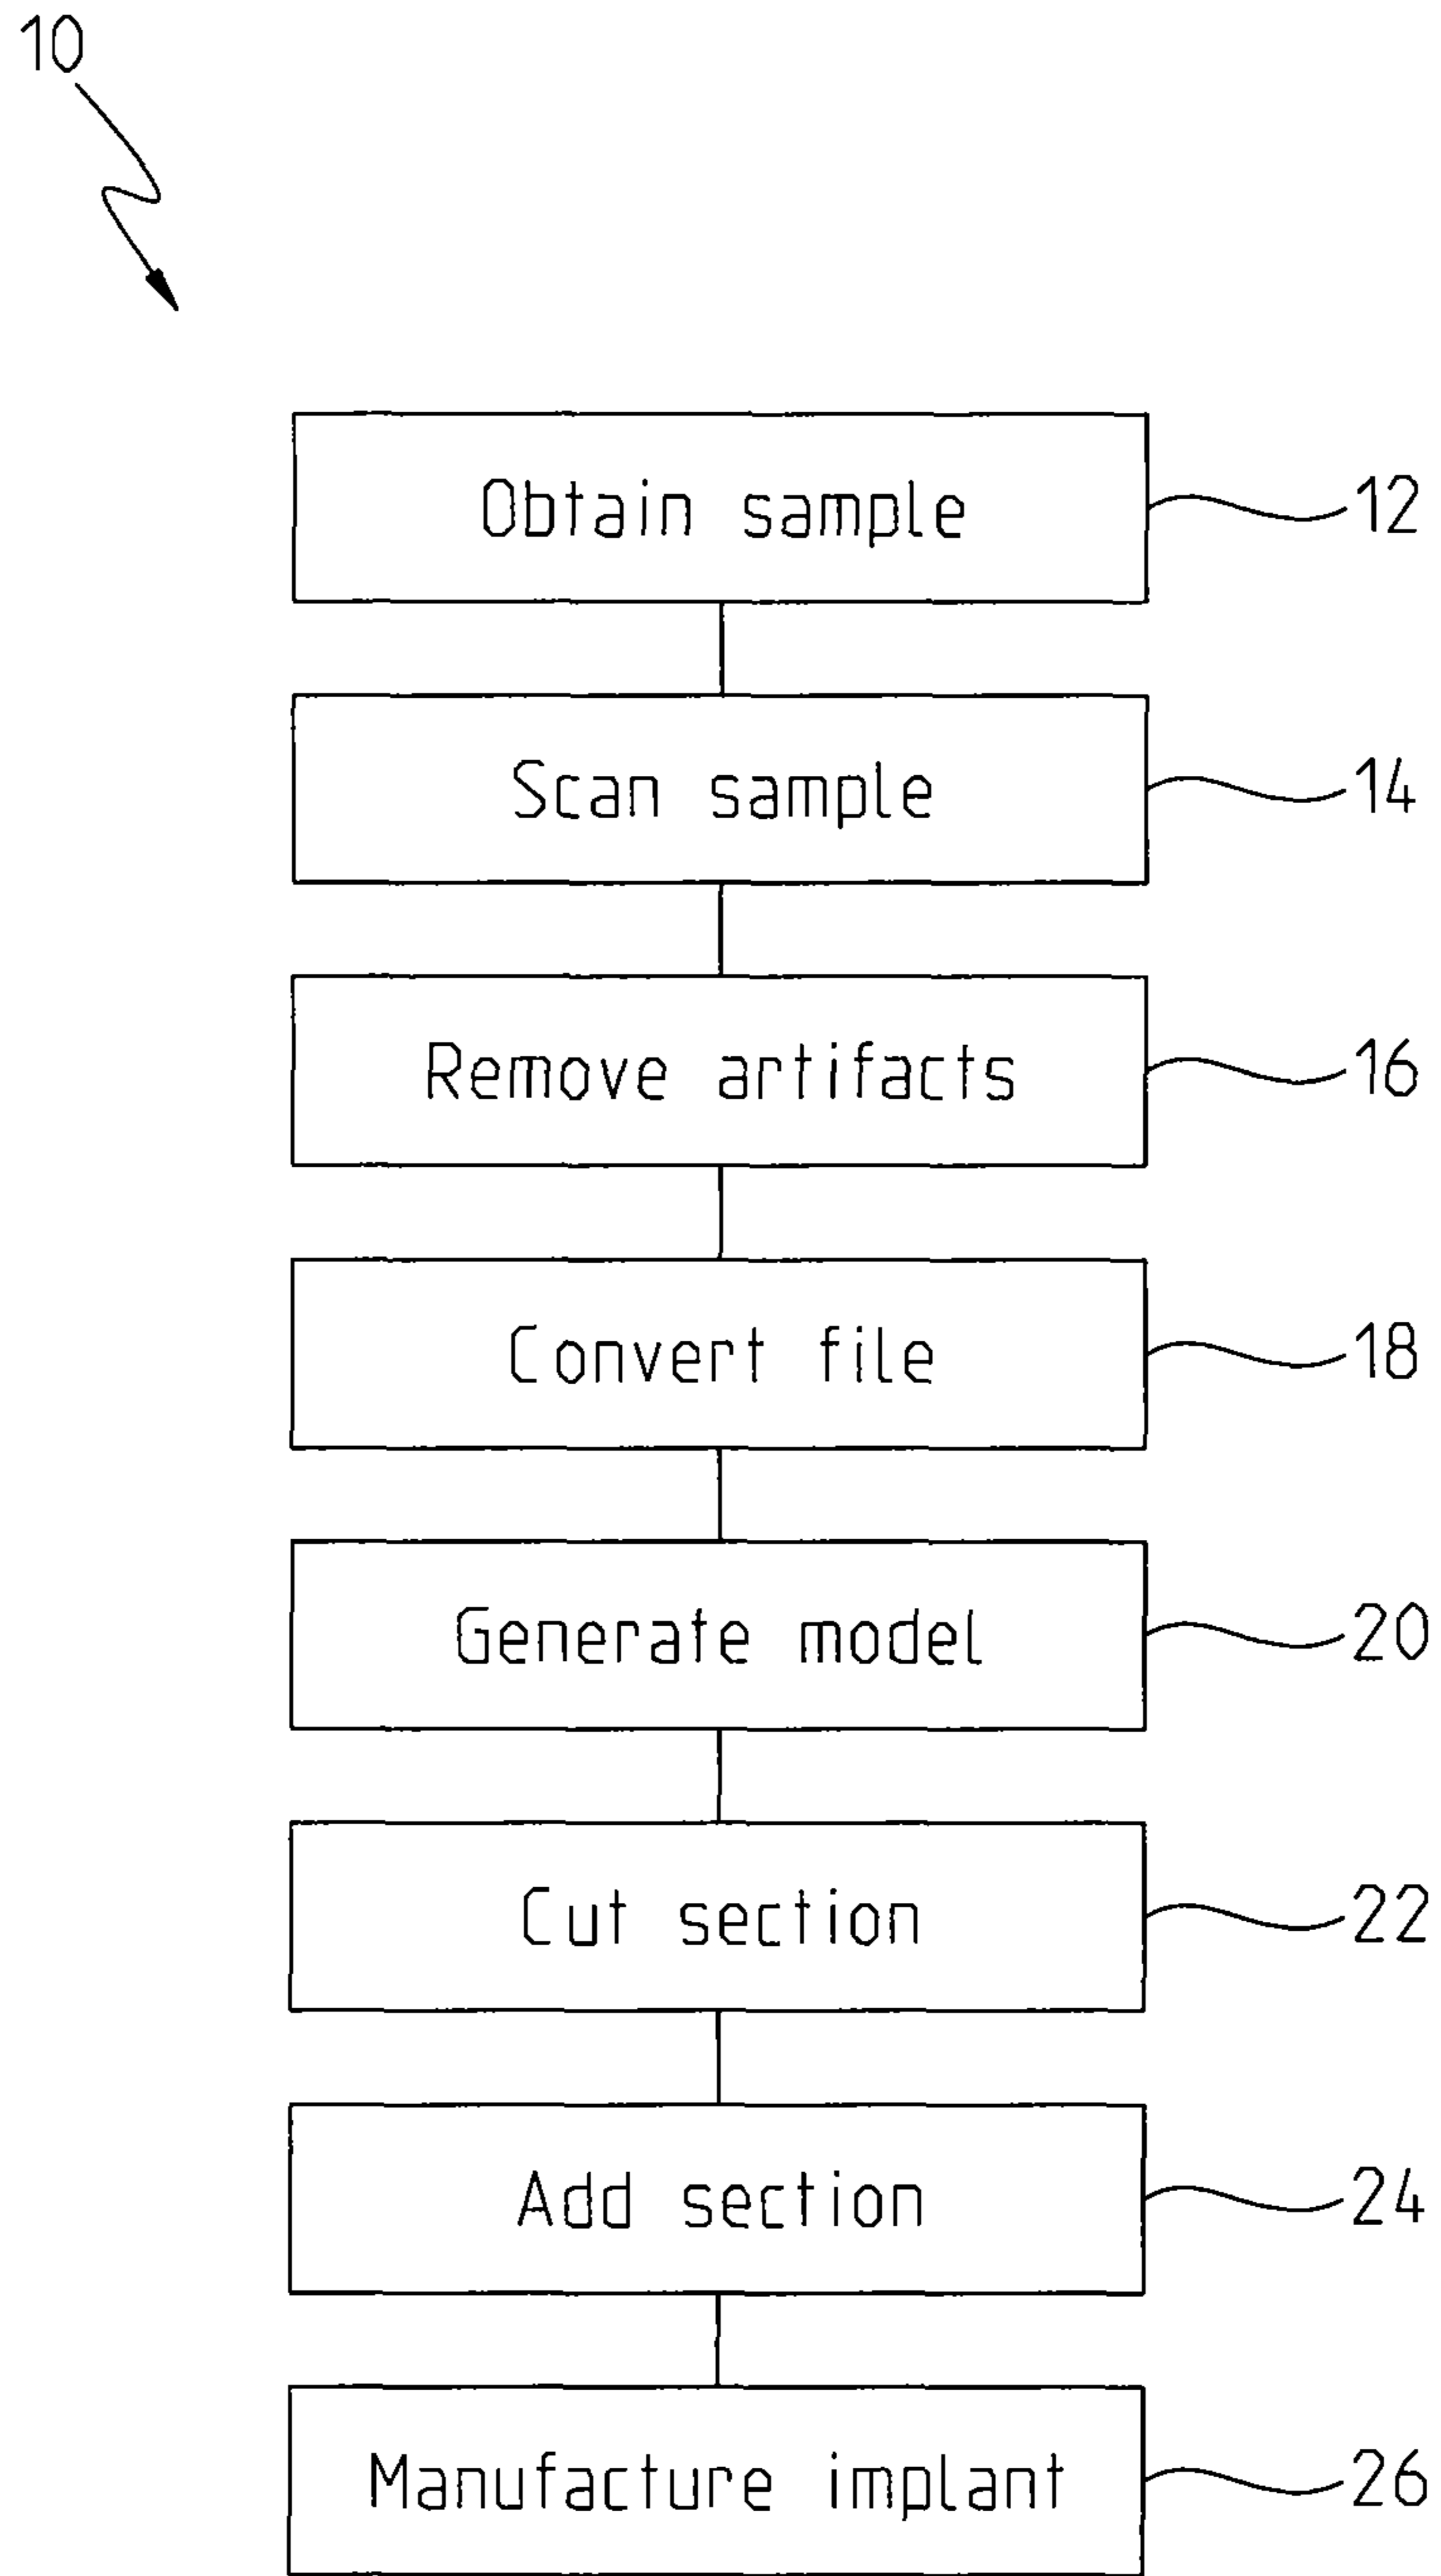 10
Obtain sample 12
Scan sample 14
Remove artifacts 16
Convert file 18
Generate model 20
Cut section 22
Add section 24
Manufacture implant 26